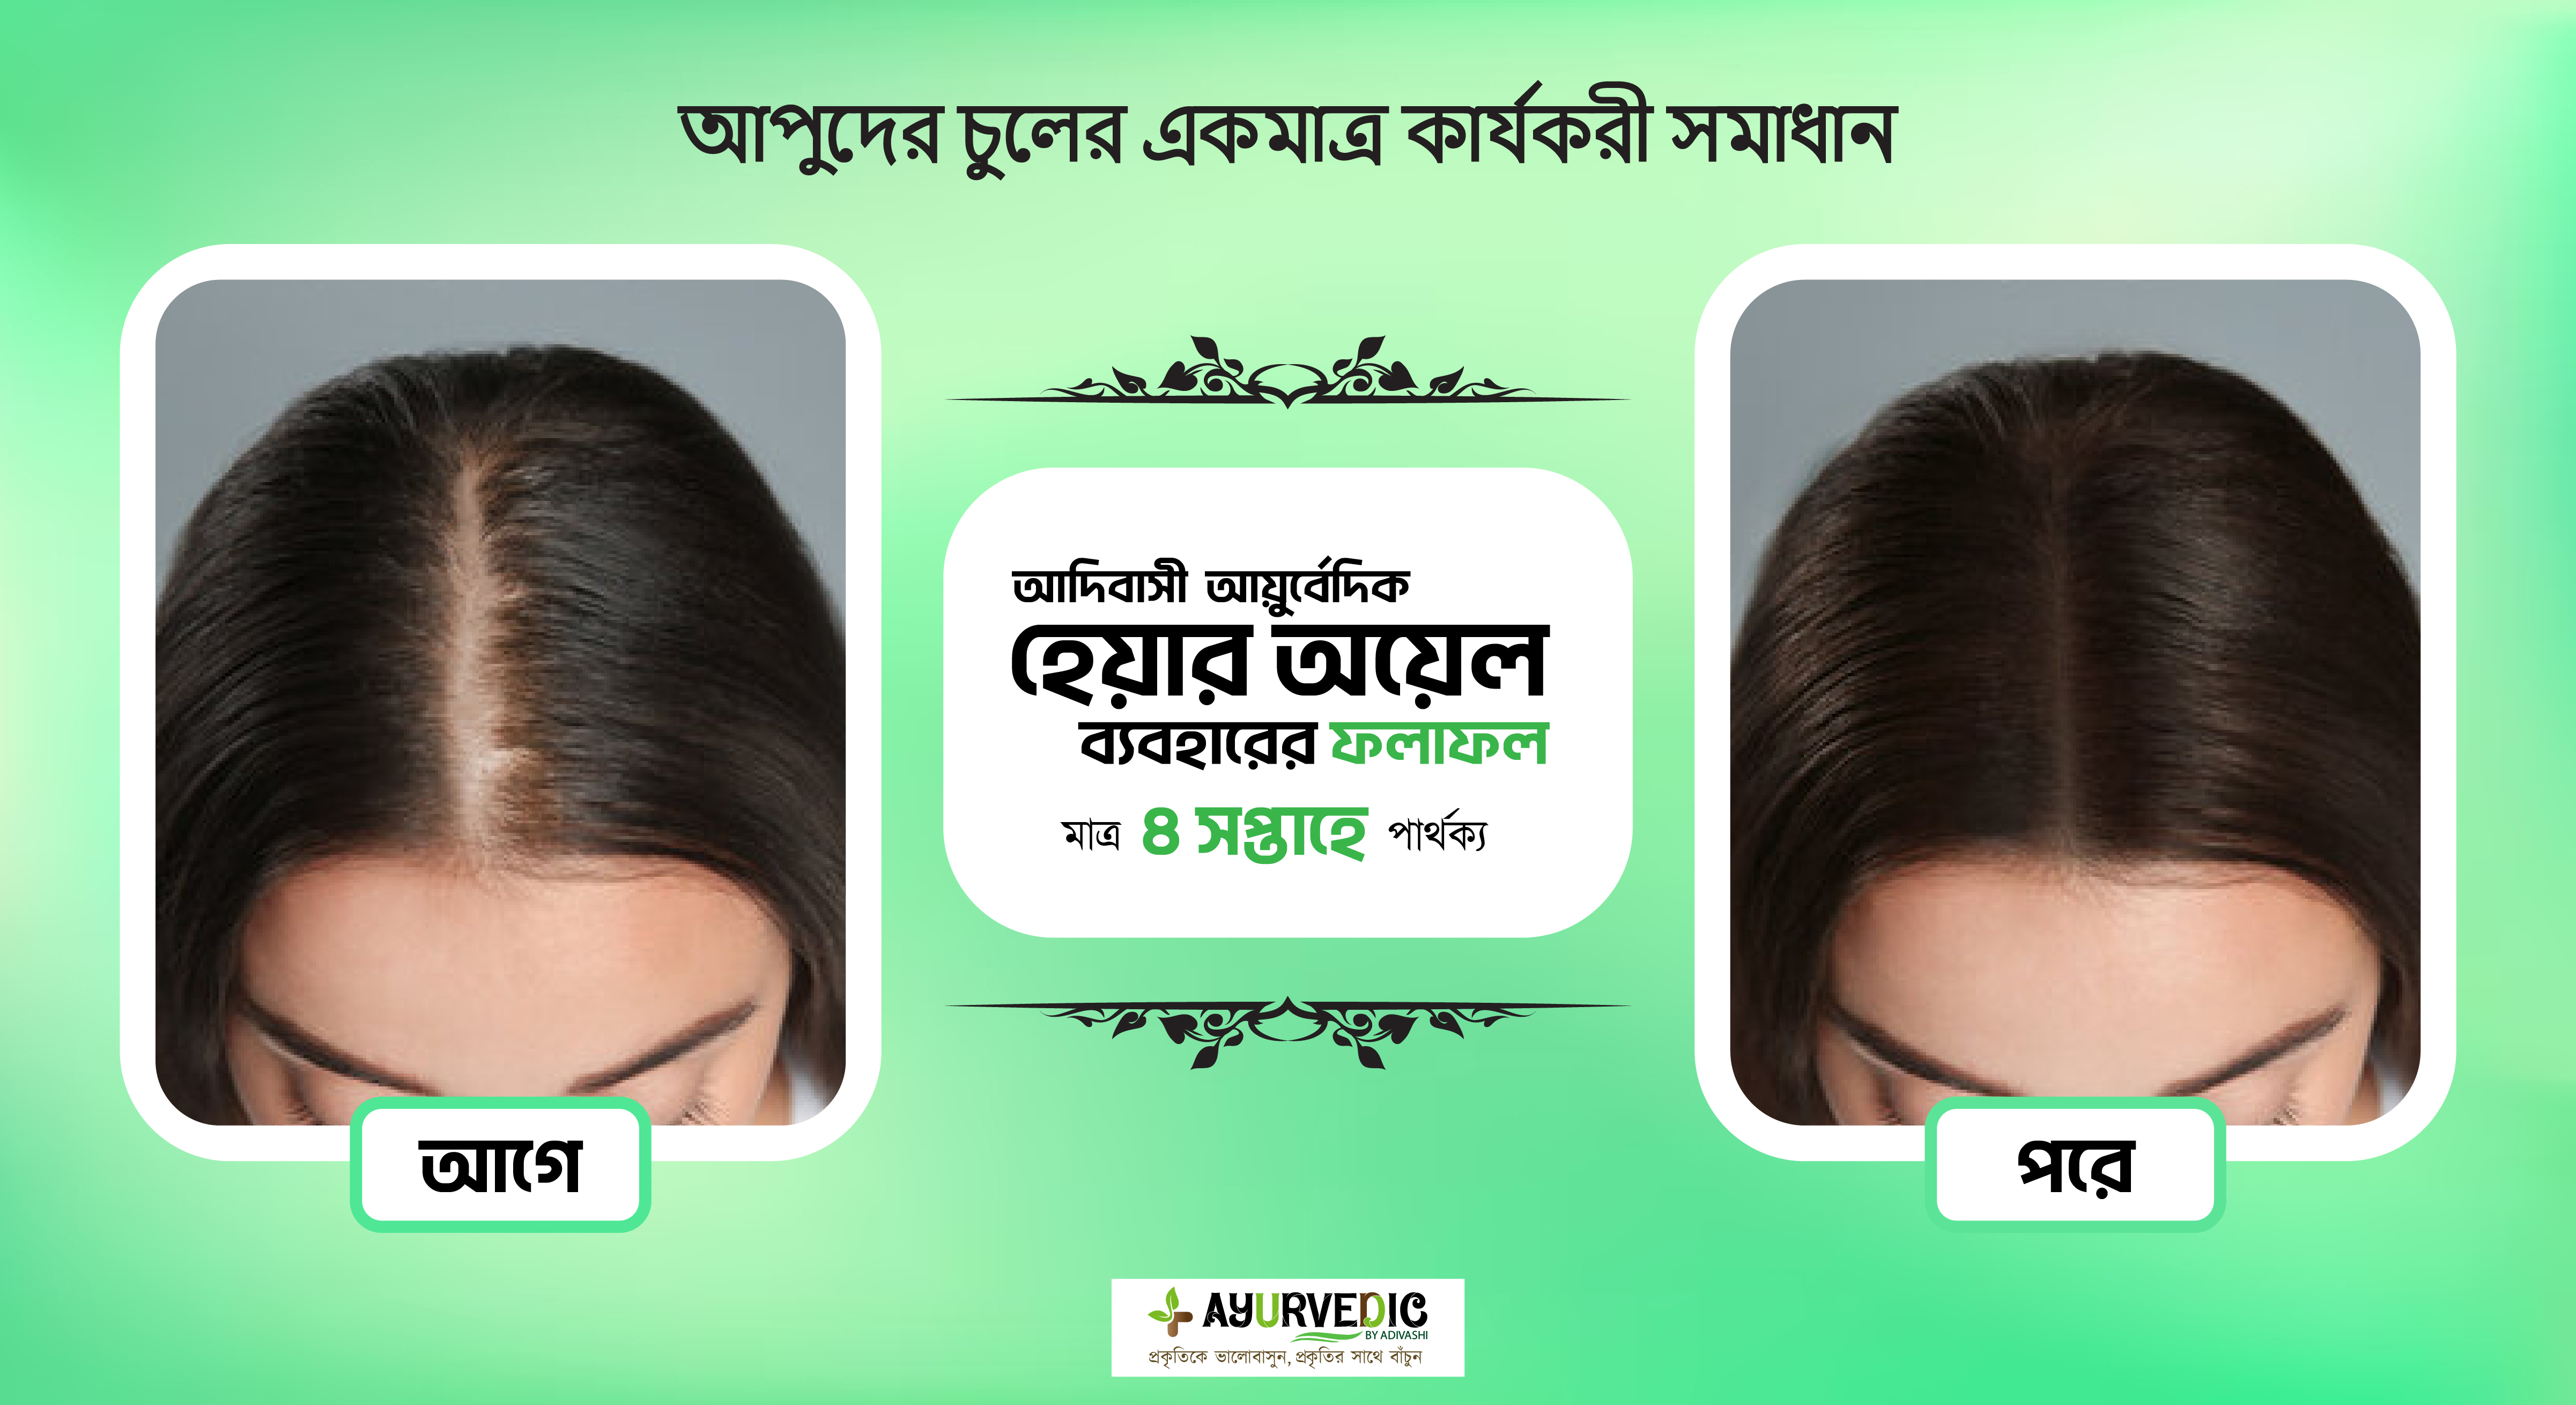 আপুদের চুলের একমাত্র কার্যকরী সমাধান
আদিবাসী আয়ুর্বেদিক
হেয়ার অয়েল
ব্যবহারের ফলাফল
মাত্র ৪ সপ্তাহে পার্থক্য
আগে
পরে
AYURVEDIC
BY ADIVASHI
প্রকৃতিকে ভালোবাসুন, প্রকৃতির সাথে বাঁচুন